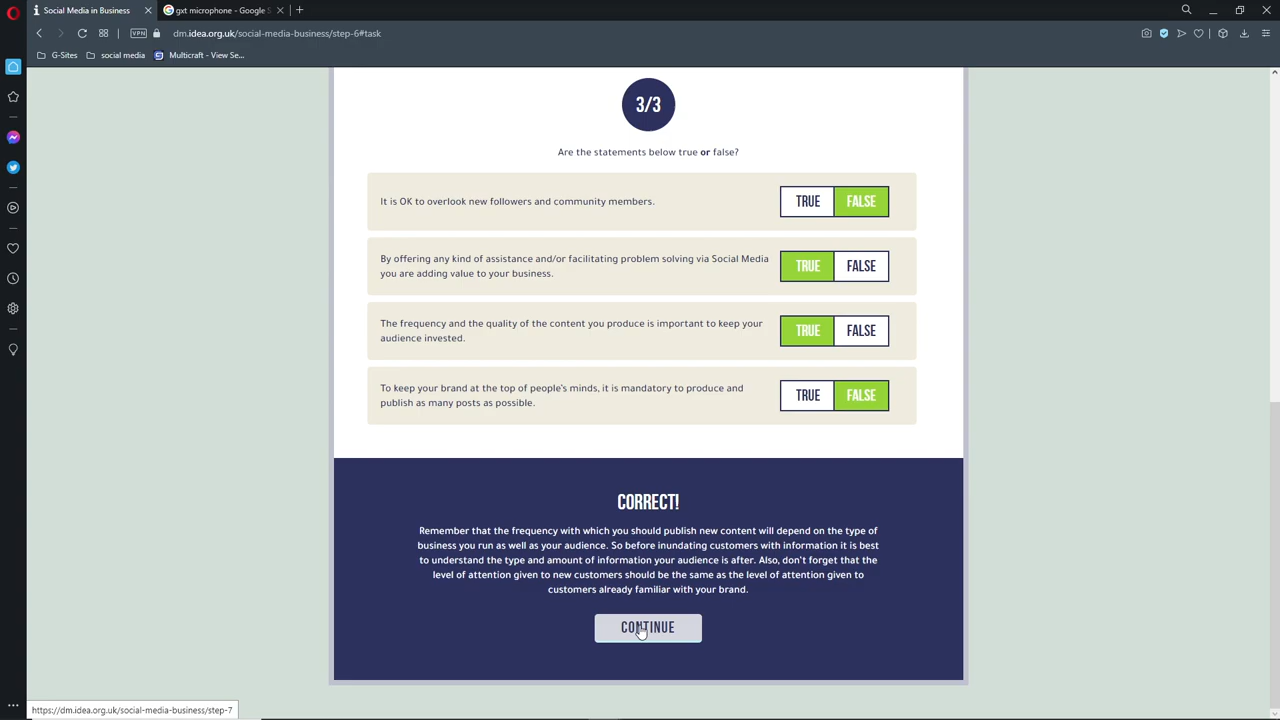 Social Media in Business
gxt microphone - Google S
VPN
dm.idea.org.uk/social-media-business/step-6#task
G-Sites
social media
Multicraft - View Se...
3/3
Are the statements below true or false?
It is OK to overlook new followers and community members.
TRUE FALSE
By offering any kind of assistance and/or facilitating problem solving via Social Media
you are adding value to your business.
TRUE FALSE
The frequency and the quality of the content you produce is important to keep your
audience invested.
TRUE FALSE
To keep your brand at the top of people's minds, it is mandatory to produce and
publish as many posts as possible.
TRUE FALSE
CORRECT!
Remember that the frequency with which you should publish new content will depend on the type of
business you run as well as your audience. So before inundating customers with information it is best
to understand the type and amount of information your audience is after. Also, don't forget that the
level of attention given to new customers should be the same as the level of attention given to
customers already familiar with your brand.
CONTINUE
https://dm.idea.org.uk/social-media-business/step-7